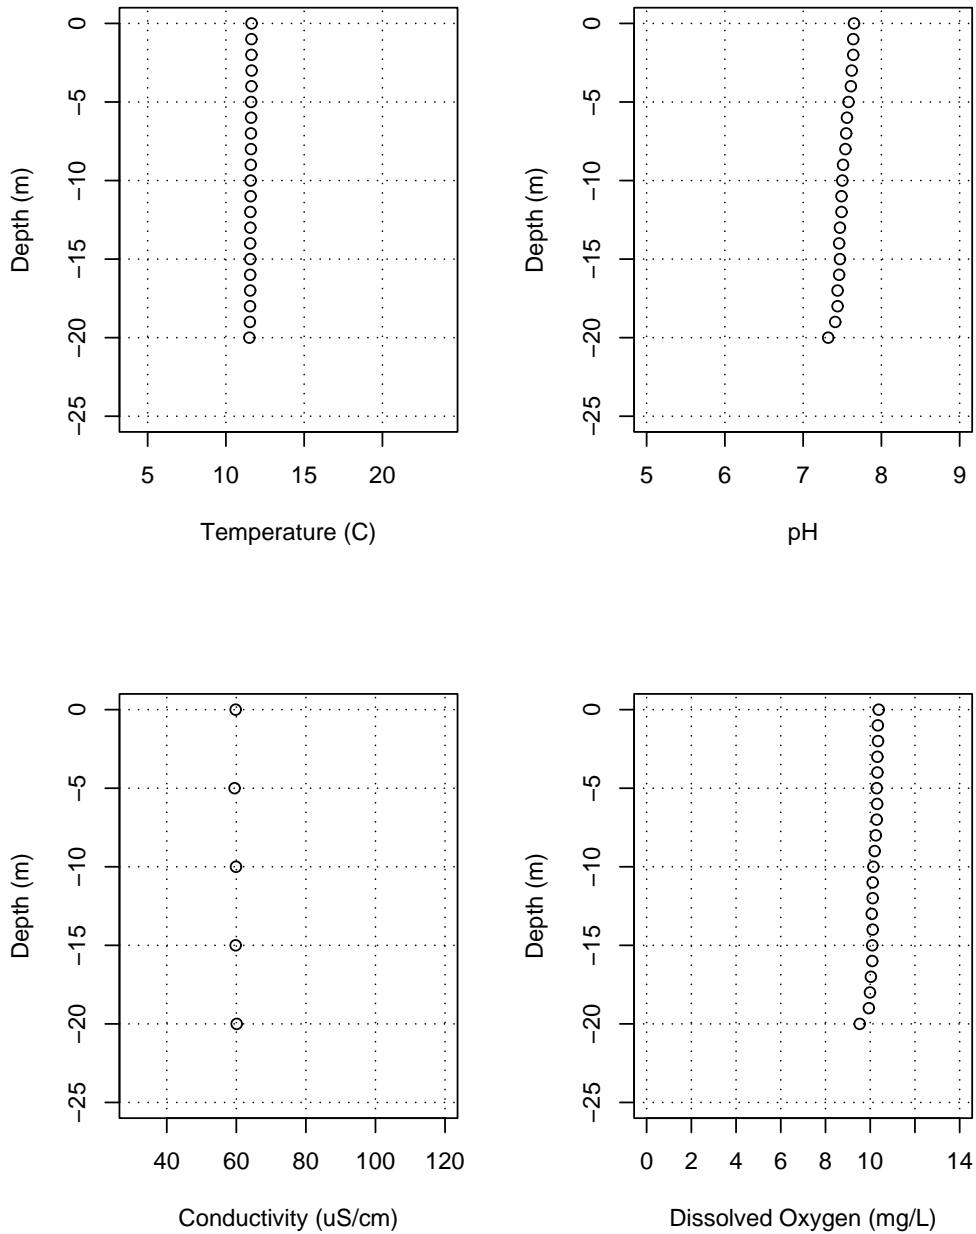 0
−5
−10
−15
−20
−25
Depth (m)
5 10 15 20
Temperature (C)
0
−5
−10
−15
−20
−25
Depth (m)
5 6 7 8 9
pH
0
−5
−10
−15
−20
−25
Depth (m)
40 60 80 100 120
Conductivity (uS/cm)
0
−5
−10
−15
−20
−25
Depth (m)
0 2 4 6 8 10 14
Dissolved Oxygen (mg/L)